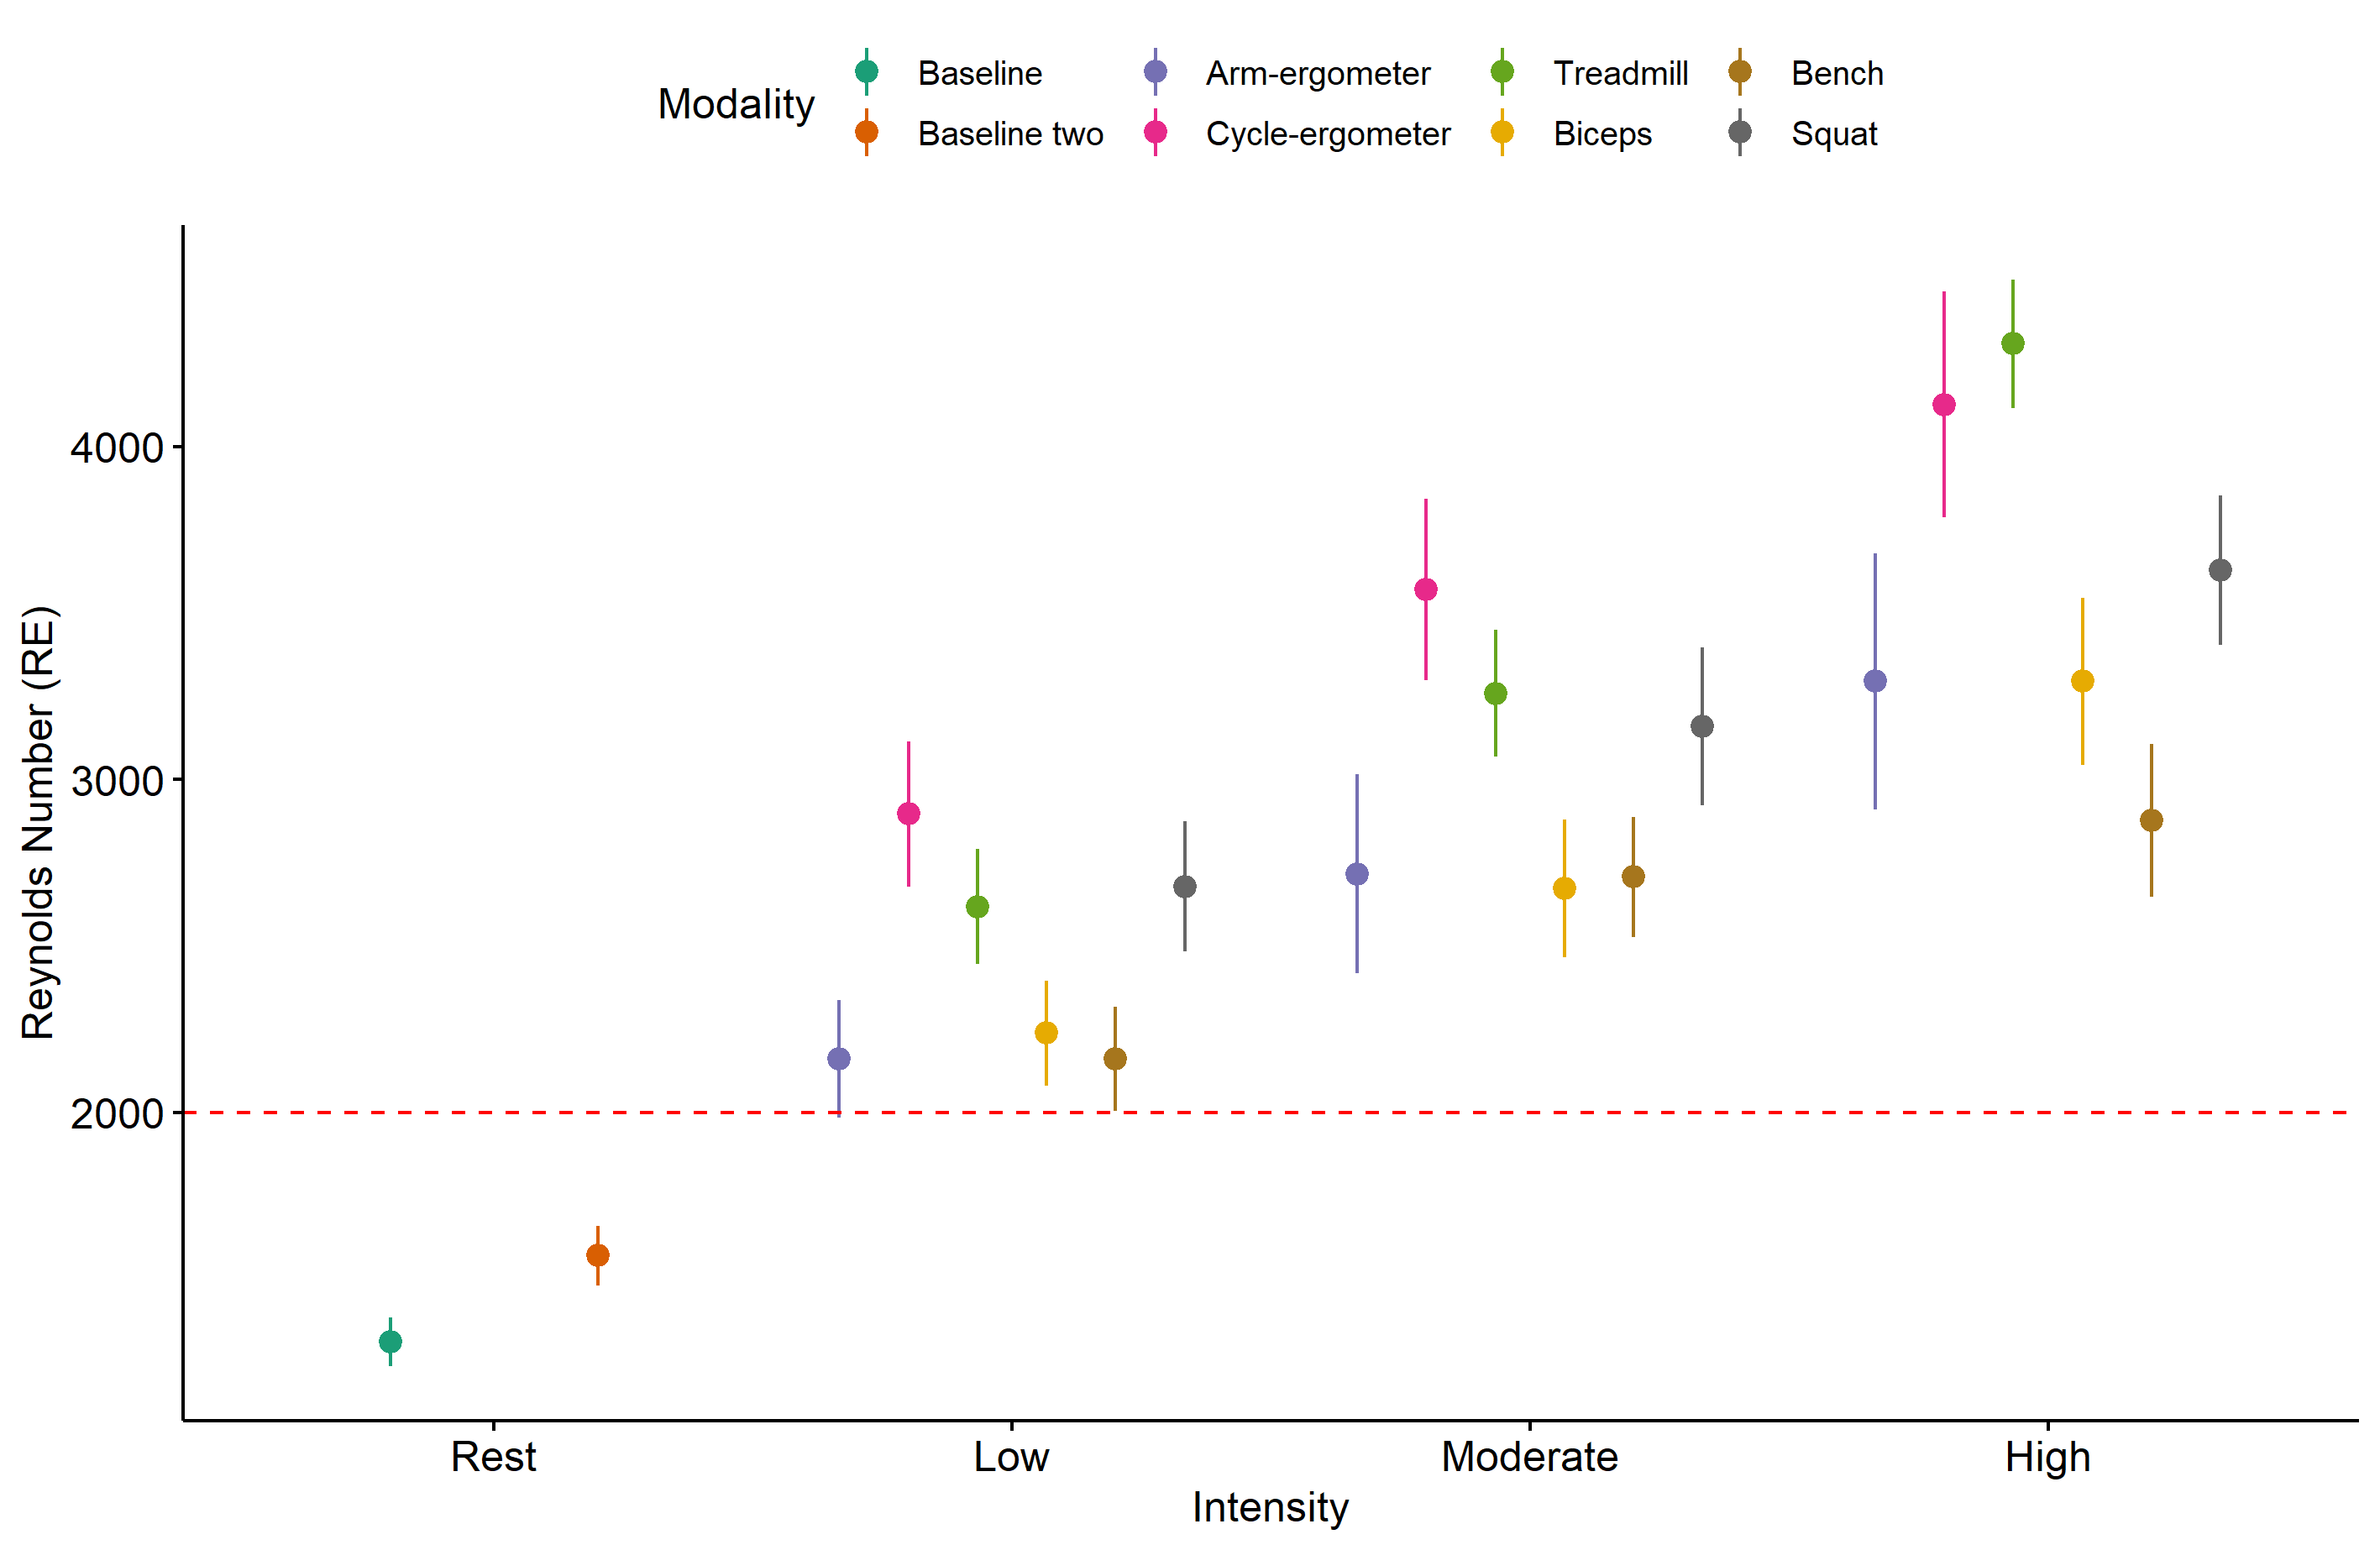 Modality
Baseline
Arm-ergometer
Treadmill
Bench
Baseline two
Cycle-ergometer
Biceps
Squat
Reynolds Number (RE)
4000
3000
2000
Rest
Low
Moderate
High
Intensity